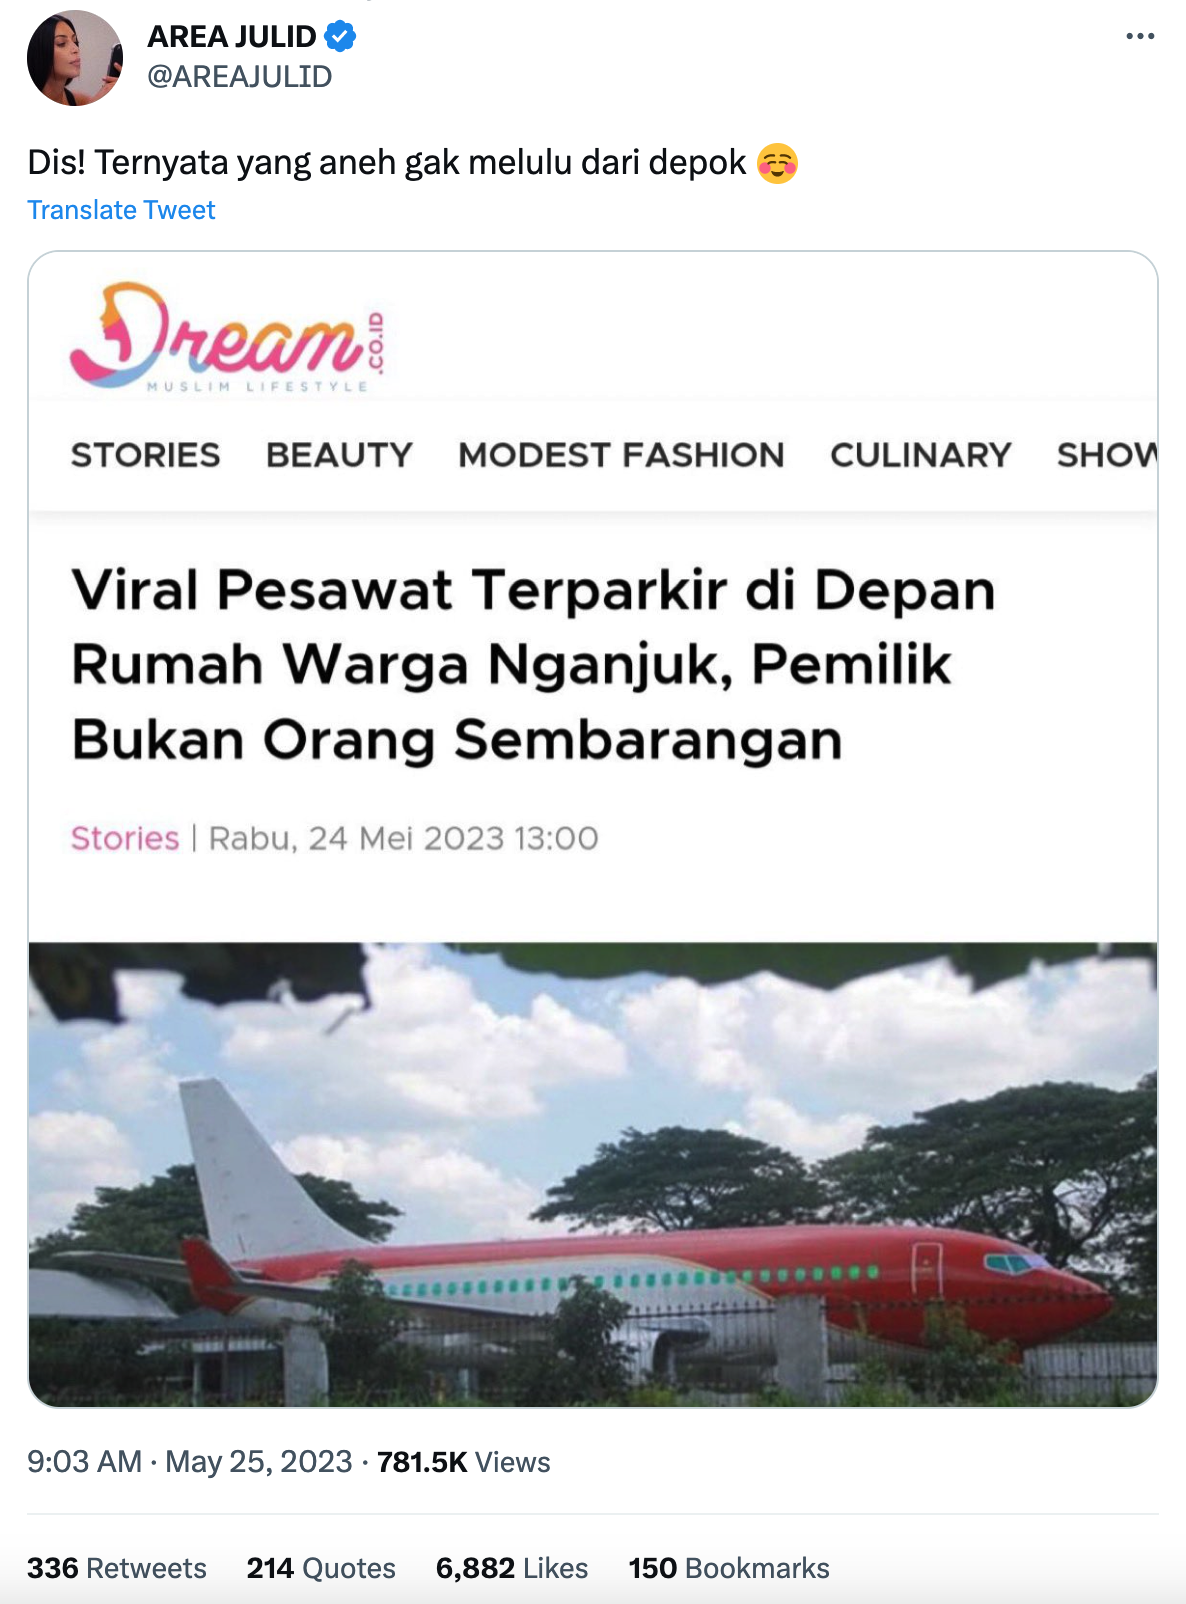 AREA JULID
@AREAJULID
Dis! Ternyata yang aneh gak melulu dari depok ☺️
Translate Tweet
Dream.CO.ID
MUSLIM LIFESTYLE
STORIES BEAUTY MODEST FASHION CULINARY SHOW
Viral Pesawat Terparkir di Depan
Rumah Warga Nganjuk, Pemilik
Bukan Orang Sembarangan
Stories | Rabu, 24 Mei 2023 13:00
9:03 AM · May 25, 2023 · 781.5K Views
336 Retweets 214 Quotes 6,882 Likes 150 Bookmarks